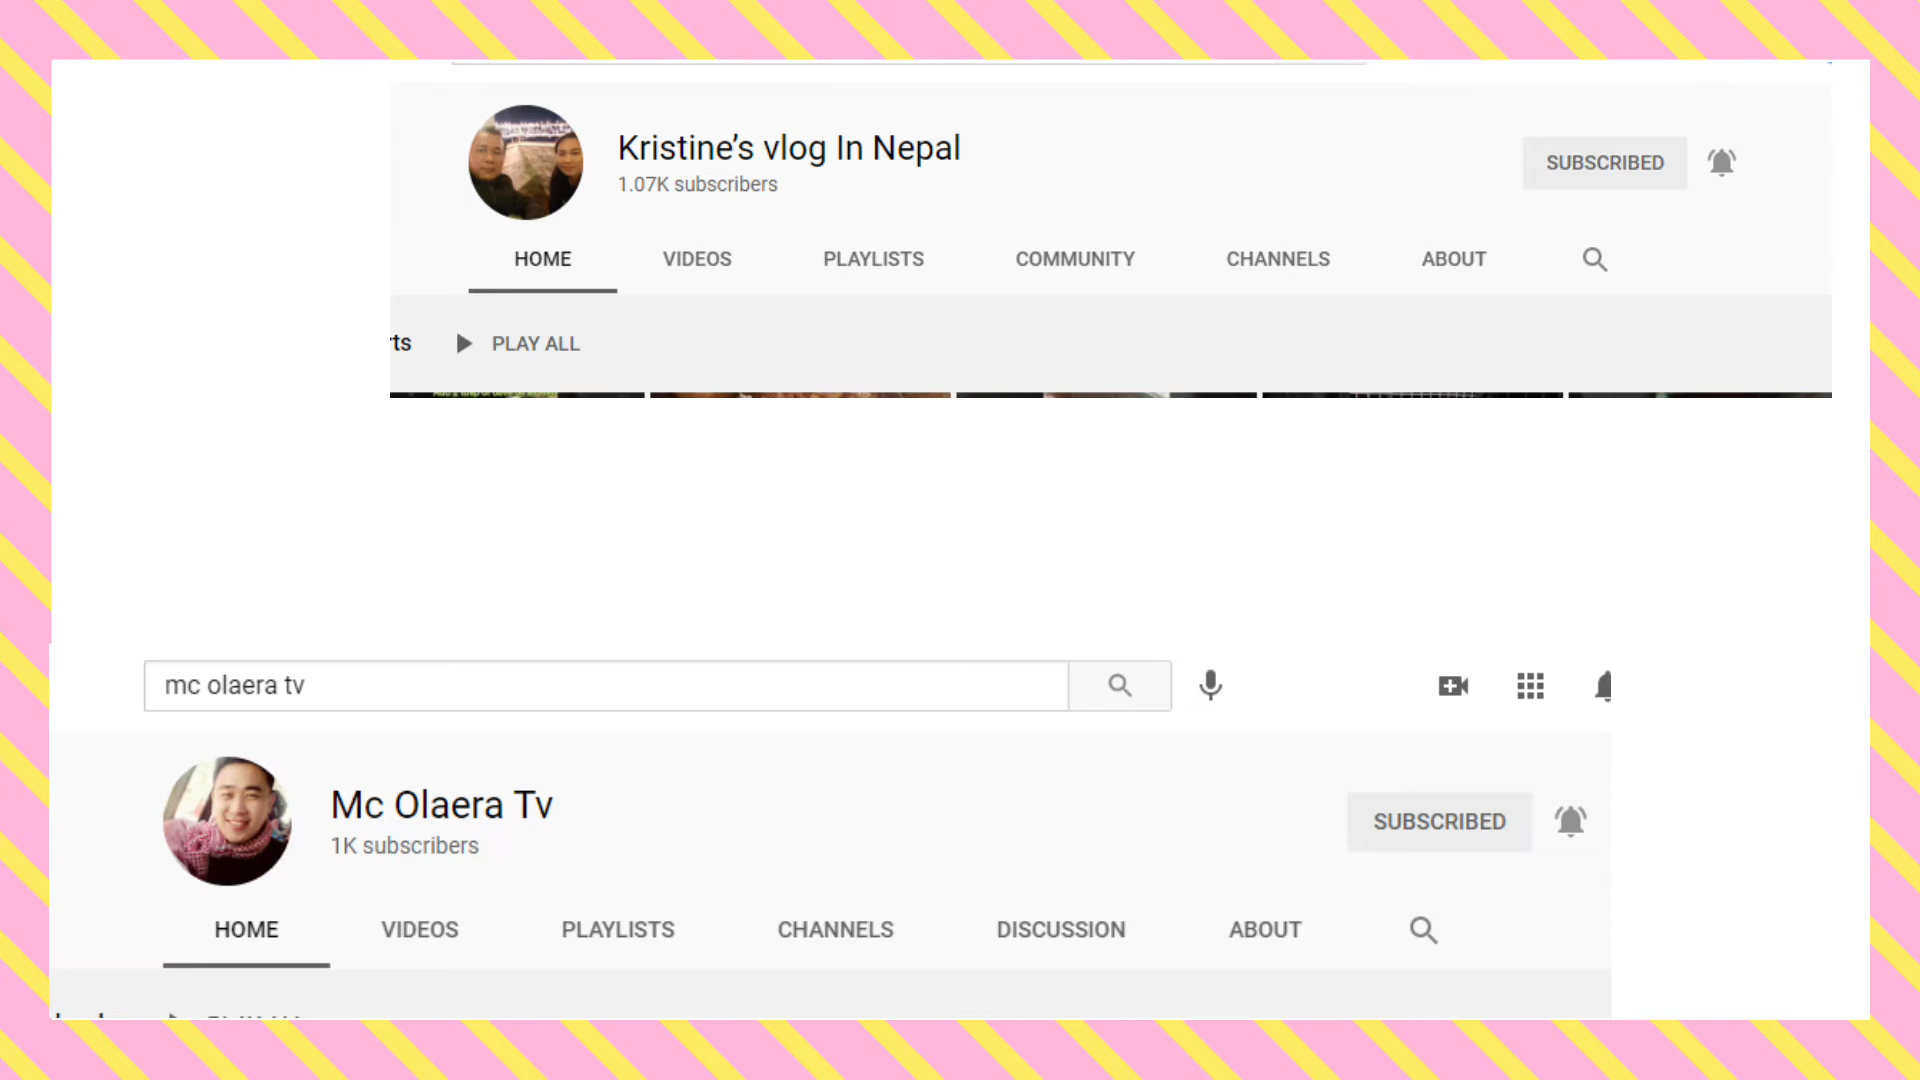 Kristine’s vlog In Nepal
1.07K subscribers
SUBSCRIBED
HOME VIDEOS PLAYLISTS COMMUNITY CHANNELS ABOUT
rts PLAY ALL
mc olaera tv
Mc Olaera Tv
1K subscribers
SUBSCRIBED
HOME VIDEOS PLAYLISTS CHANNELS DISCUSSION ABOUT